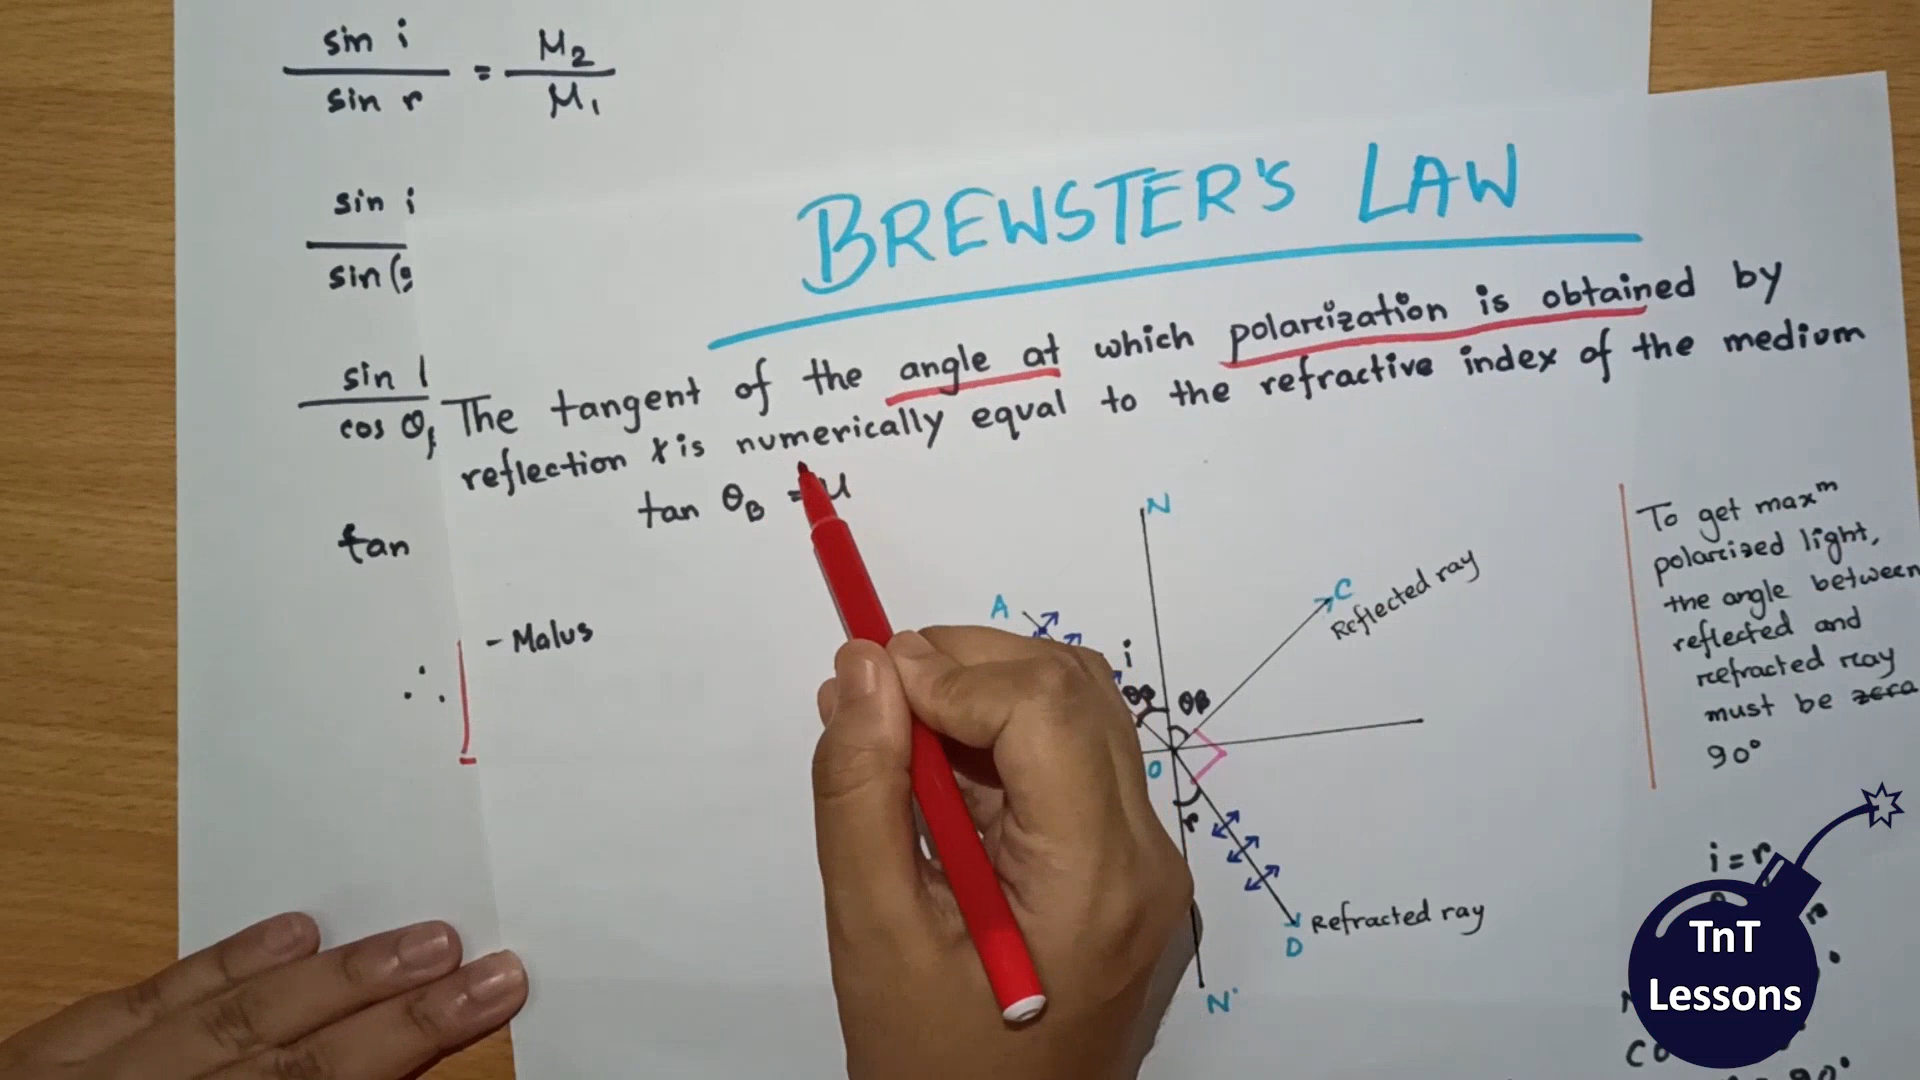 sin i
sin r
=
μ2
μ1
sin i
sin (
sin
cos θ
tan
∴
- Malus
BREWSTER'S LAW
The tangent of the angle at which polarization is obtained by
reflection is numerically equal to the refractive index of the medium
tan θB = μ
N
A
i
θB
θB
C
Reflected ray
O
r
D
Refracted ray
N'
To get maxm
polarized light,
the angle between
reflected and
refracted ray
must be zero
90°
i = r
90°
TnT
Lessons